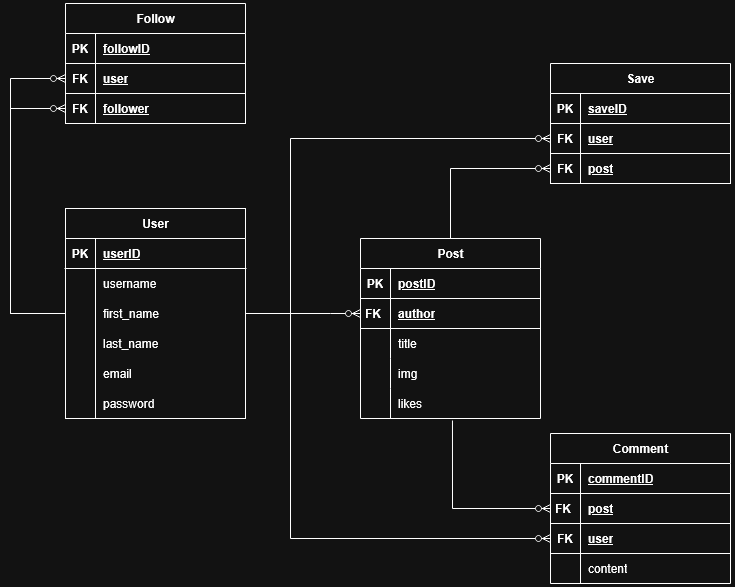 Follow
PK followID
FK user
FK follower
Save
PK saveID
FK user
FK post
User
PK userID
username
first_name
last_name
email
password
Post
PK postID
FK author
title
img
likes
Comment
PK commentID
FK post
FK user
content